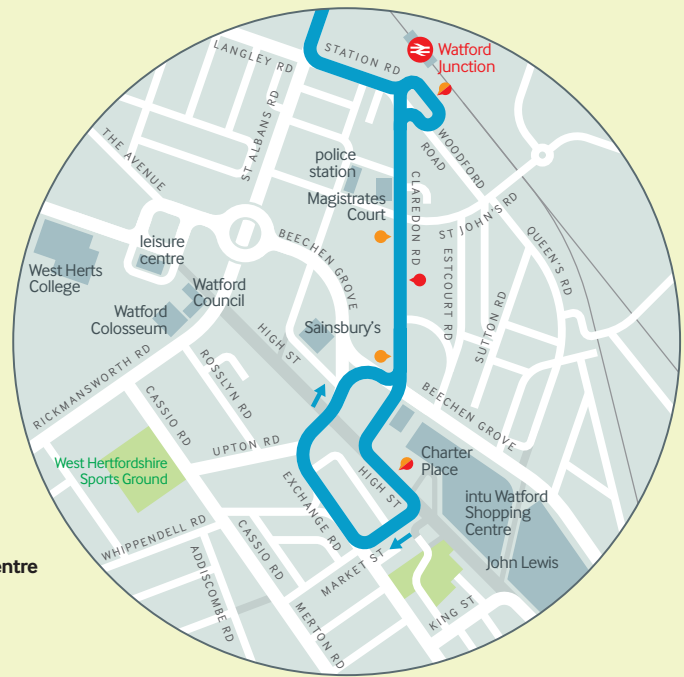 LANGLEY RD
STATION RD
Watford
Junction
ST ALBANS RD
THE AVENUE
police
station
Magistrates
Court
WOODFORD
ROAD
CLAREDON RD
ST JOHN'S RD
QUEEN'S RD
ESTCOURT RD
SUTTON RD
BEECHEN GROVE
leisure
centre
West Herts
College
Watford
Council
Watford
Colosseum
Sainsbury's
HIGH ST
RICKMANSWORTH RD
ROSSLYN RD
CASSIO RD
BEECHEN GROVE
UPTON RD
West Hertfordshire
Sports Ground
Charter
Place
HIGH ST
EXCHANGE RD
intu Watford
Shopping
Centre
WHIPPENDELL RD
CASSIO RD
ADDISCOMBE RD
MARKET ST
John Lewis
entre
KING ST
MERTON RD